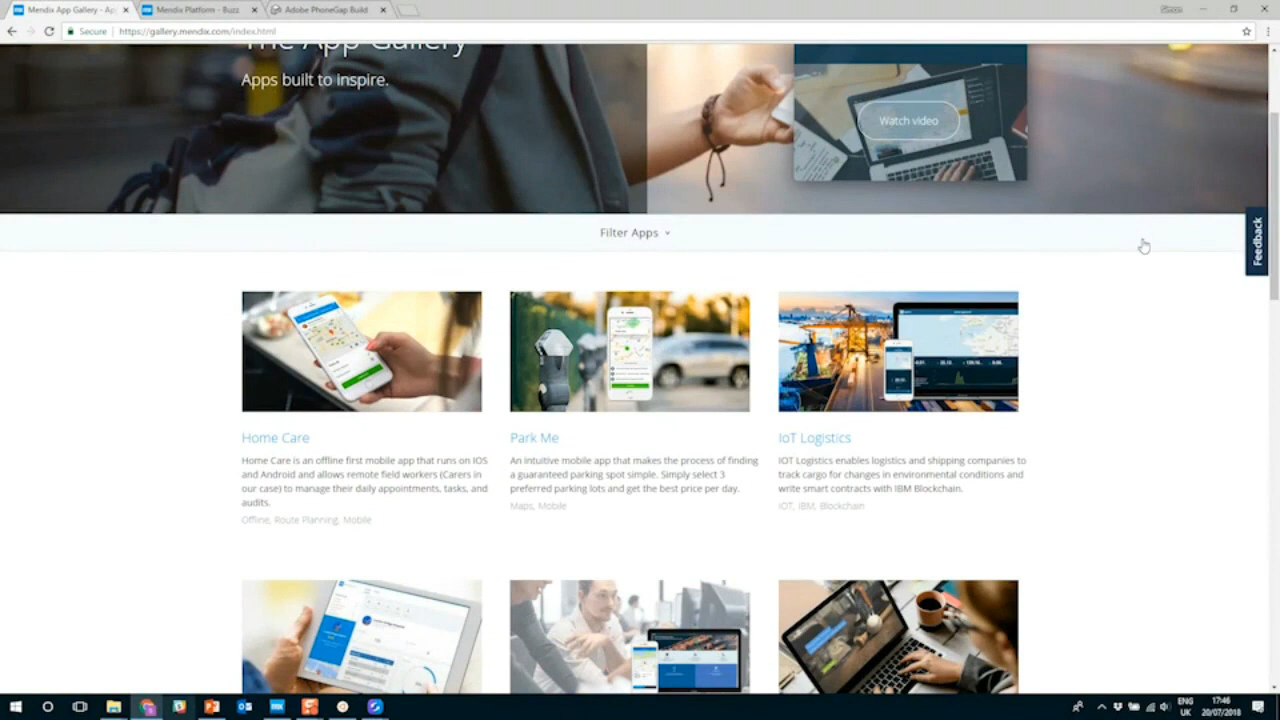 Mendix App Gallery - Ap
Mendix Platform - Buzz
Adobe PhoneGap Build
Simon
Secure
https://gallery.mendix.com/index.html
The App Gallery
Apps built to inspire.
Watch video
Filter Apps
Feedback
Home Care
Home Care is an offline first mobile app that runs on IOS
and Android and allows remote field workers (Carers in
our case) to manage their daily appointments, tasks, and
audits.
Offline, Route Planning, Mobile
Park Me
An intuitive mobile app that makes the process of finding
a guaranteed parking spot simple. Simply select 3
preferred parking lots and get the best price per day.
Maps, Mobile
IoT Logistics
IOT Logistics enables logistics and shipping companies to
track cargo for changes in environmental conditions and
write smart contracts with IBM Blockchain.
IOT, IBM, Blockchain
ENG
UK
17:46
20/07/2018